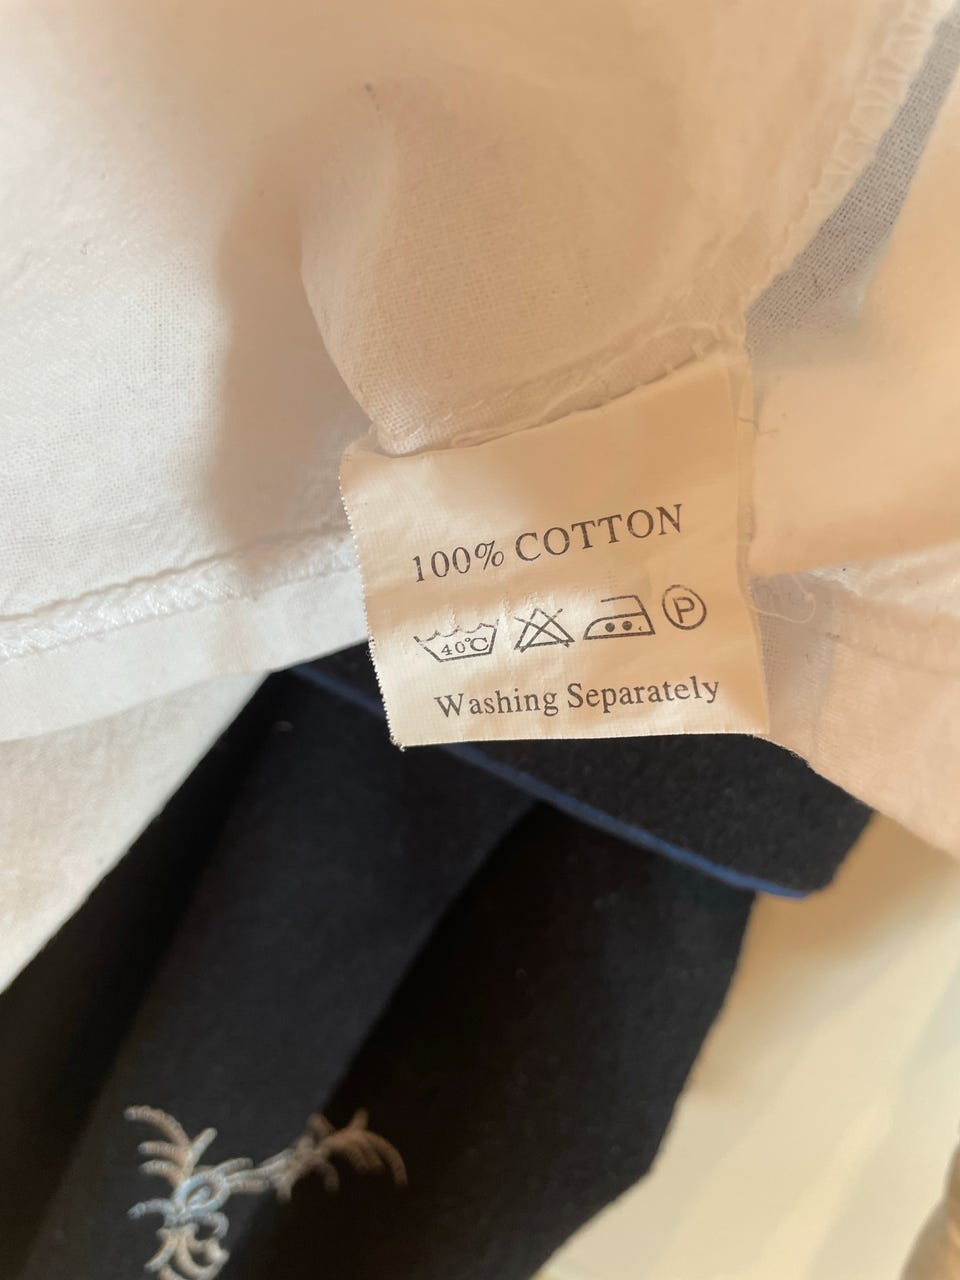 100% COTTON
40°C P
Washing Separately